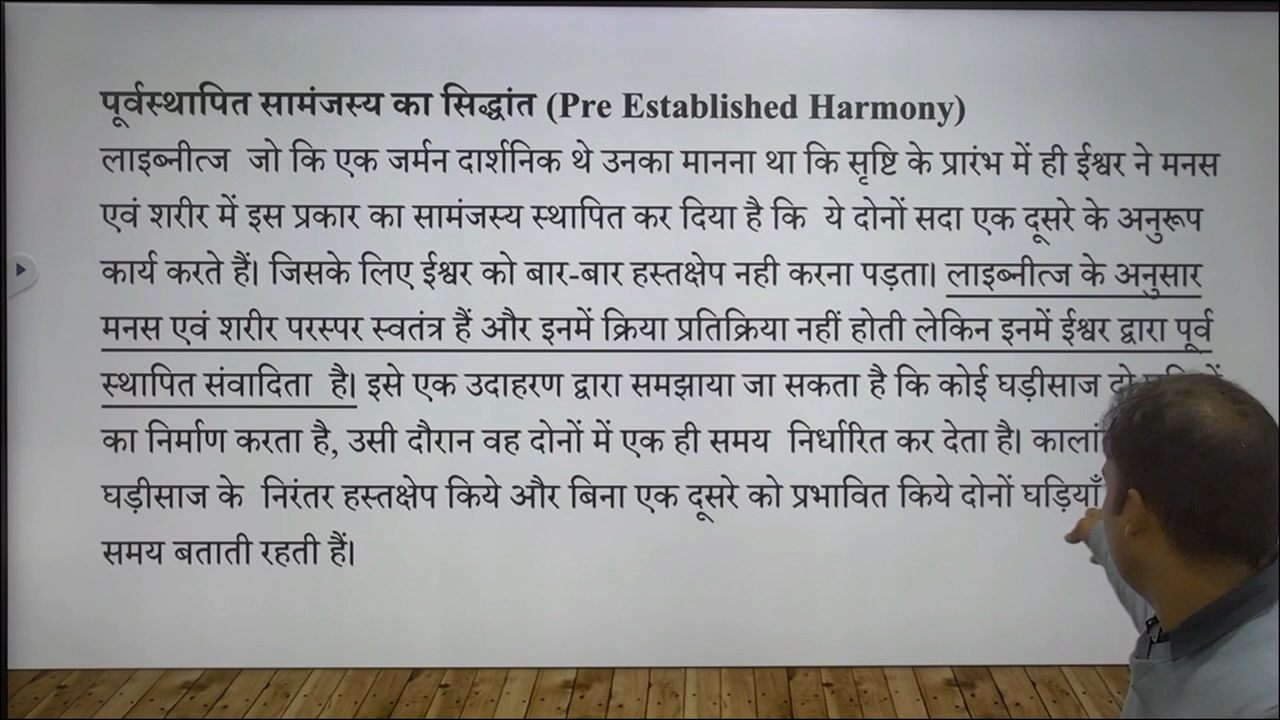 पूर्वस्थापित सामंजस्य का सिद्धांत (Pre Established Harmony)
लाइब्नीत्ज जो कि एक जर्मन दार्शनिक थे उनका मानना था कि सृष्टि के प्रारंभ में ही ईश्वर ने मनस
एवं शरीर में इस प्रकार का सामंजस्य स्थापित कर दिया है कि ये दोनों सदा एक दूसरे के अनुरूप
कार्य करते हैं। जिसके लिए ईश्वर को बार-बार हस्तक्षेप नही करना पड़ता। लाइब्नीत्ज के अनुसार
मनस एवं शरीर परस्पर स्वतंत्र हैं और इनमें क्रिया प्रतिक्रिया नहीं होती लेकिन इनमें ईश्वर द्वारा पूर्व
स्थापित संवादिता है। इसे एक उदाहरण द्वारा समझाया जा सकता है कि कोई घड़ीसाज
का निर्माण करता है, उसी दौरान वह दोनों में एक ही समय निर्धारित कर देता है।
घड़ीसाज के निरंतर हस्तक्षेप किये और बिना एक दूसरे को प्रभावित किये दोनों घड़ियाँ
समय बताती रहती हैं।